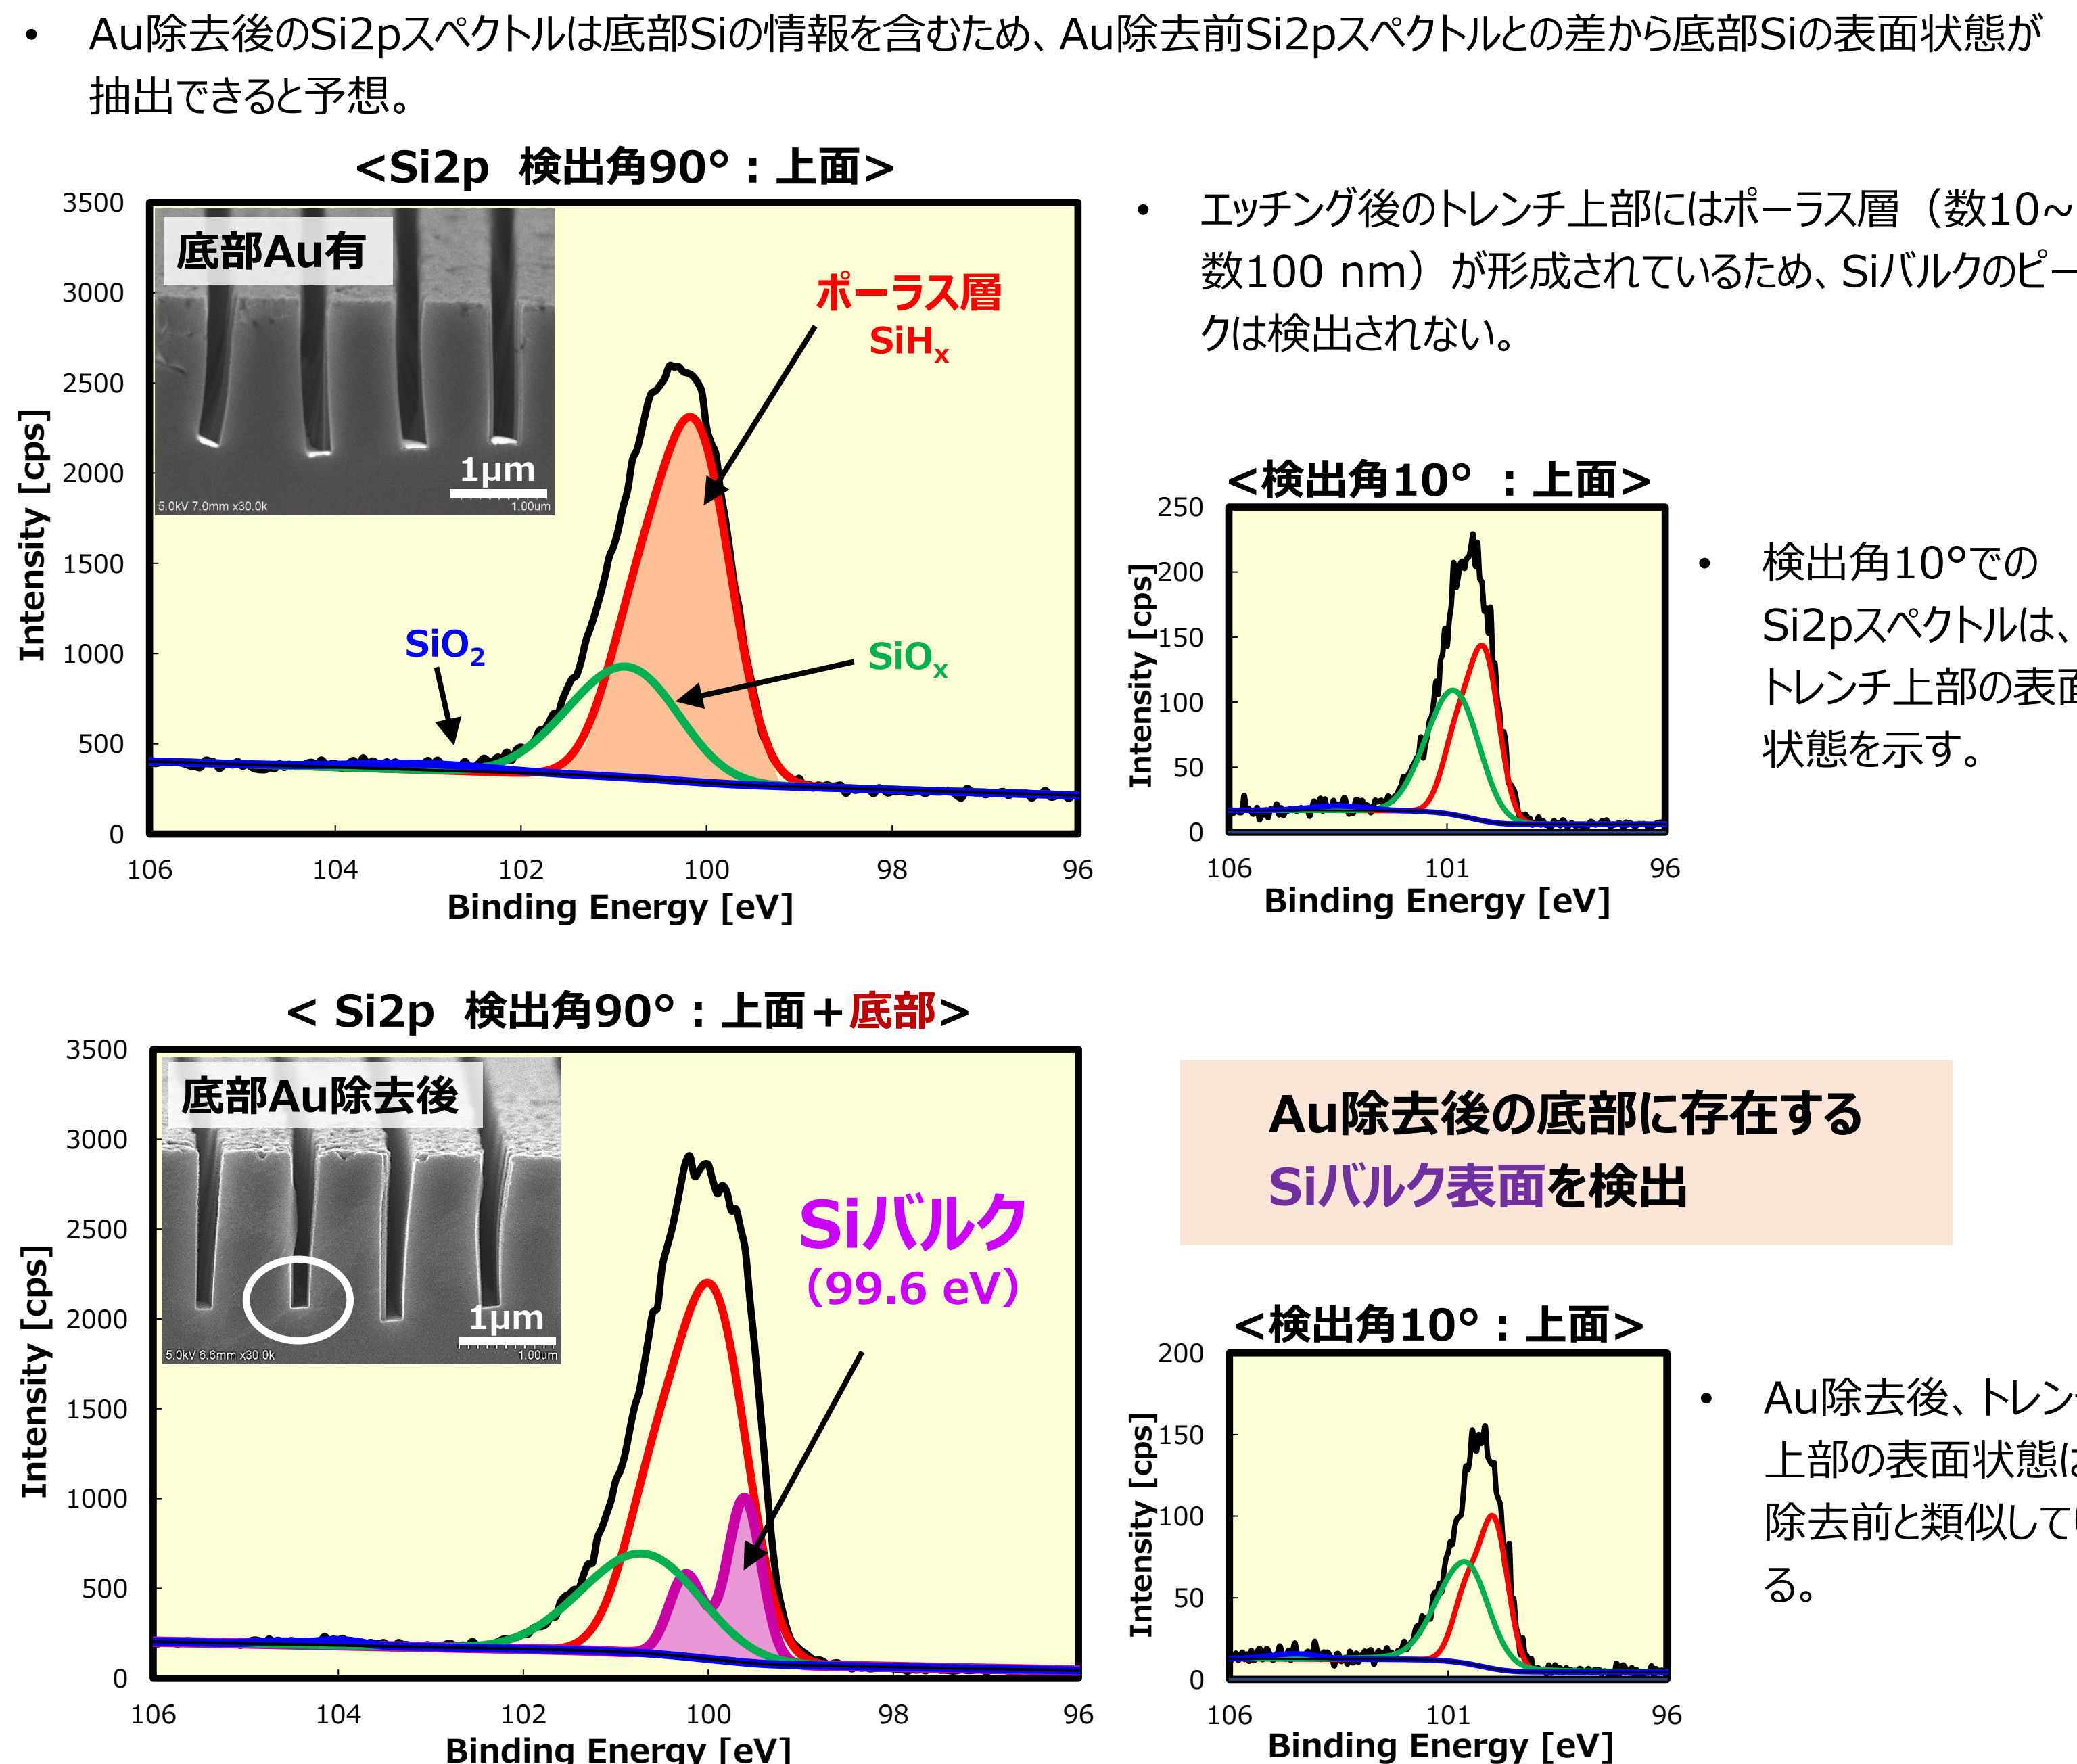 • Au除去後のSi2pスペクトルは底部Siの情報を含むため、Au除去前Si2pスペクトルとの差から底部Siの表面状態が
抽出できると予想。
<Si2p 検出角90°：上面>
3500
3000
2500
2000
1500
1000
500
0
Intensity [cps]
底部Au有
1μm
5.0kV 7.0mm x30.0k
1.00um
ポーラス層
SiHx
SiO2
SiOx
106 104 102 100 98 96
Binding Energy [eV]
• エッチング後のトレンチ上部にはポーラス層（数10~
数100 nm）が形成されているため、Siバルクのピー
クは検出されない。
<検出角10° ：上面>
250
200
150
100
50
0
Intensity [cps]
106 101 96
Binding Energy [eV]
• 検出角10°での
Si2pスペクトルは、
トレンチ上部の表面
状態を示す。
< Si2p 検出角90°：上面＋底部>
3500
3000
2500
2000
1500
1000
500
0
Intensity [cps]
底部Au除去後
1μm
5.0kV 6.6mm x30.0k
1.00um
Siバルク
（99.6 eV）
106 104 102 100 98 96
Binding Energy [eV]
Au除去後の底部に存在する
Siバルク表面を検出
<検出角10°：上面>
200
150
100
50
0
Intensity [cps]
106 101 96
Binding Energy [eV]
• Au除去後、トレンチ
上部の表面状態は
除去前と類似してい
る。